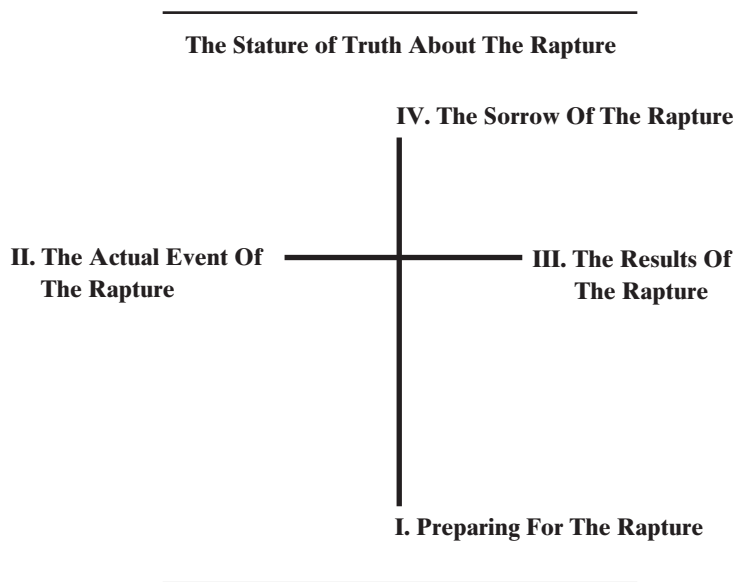 The Stature of Truth About The Rapture
IV. The Sorrow Of The Rapture
II. The Actual Event Of
The Rapture
III. The Results Of
The Rapture
I. Preparing For The Rapture